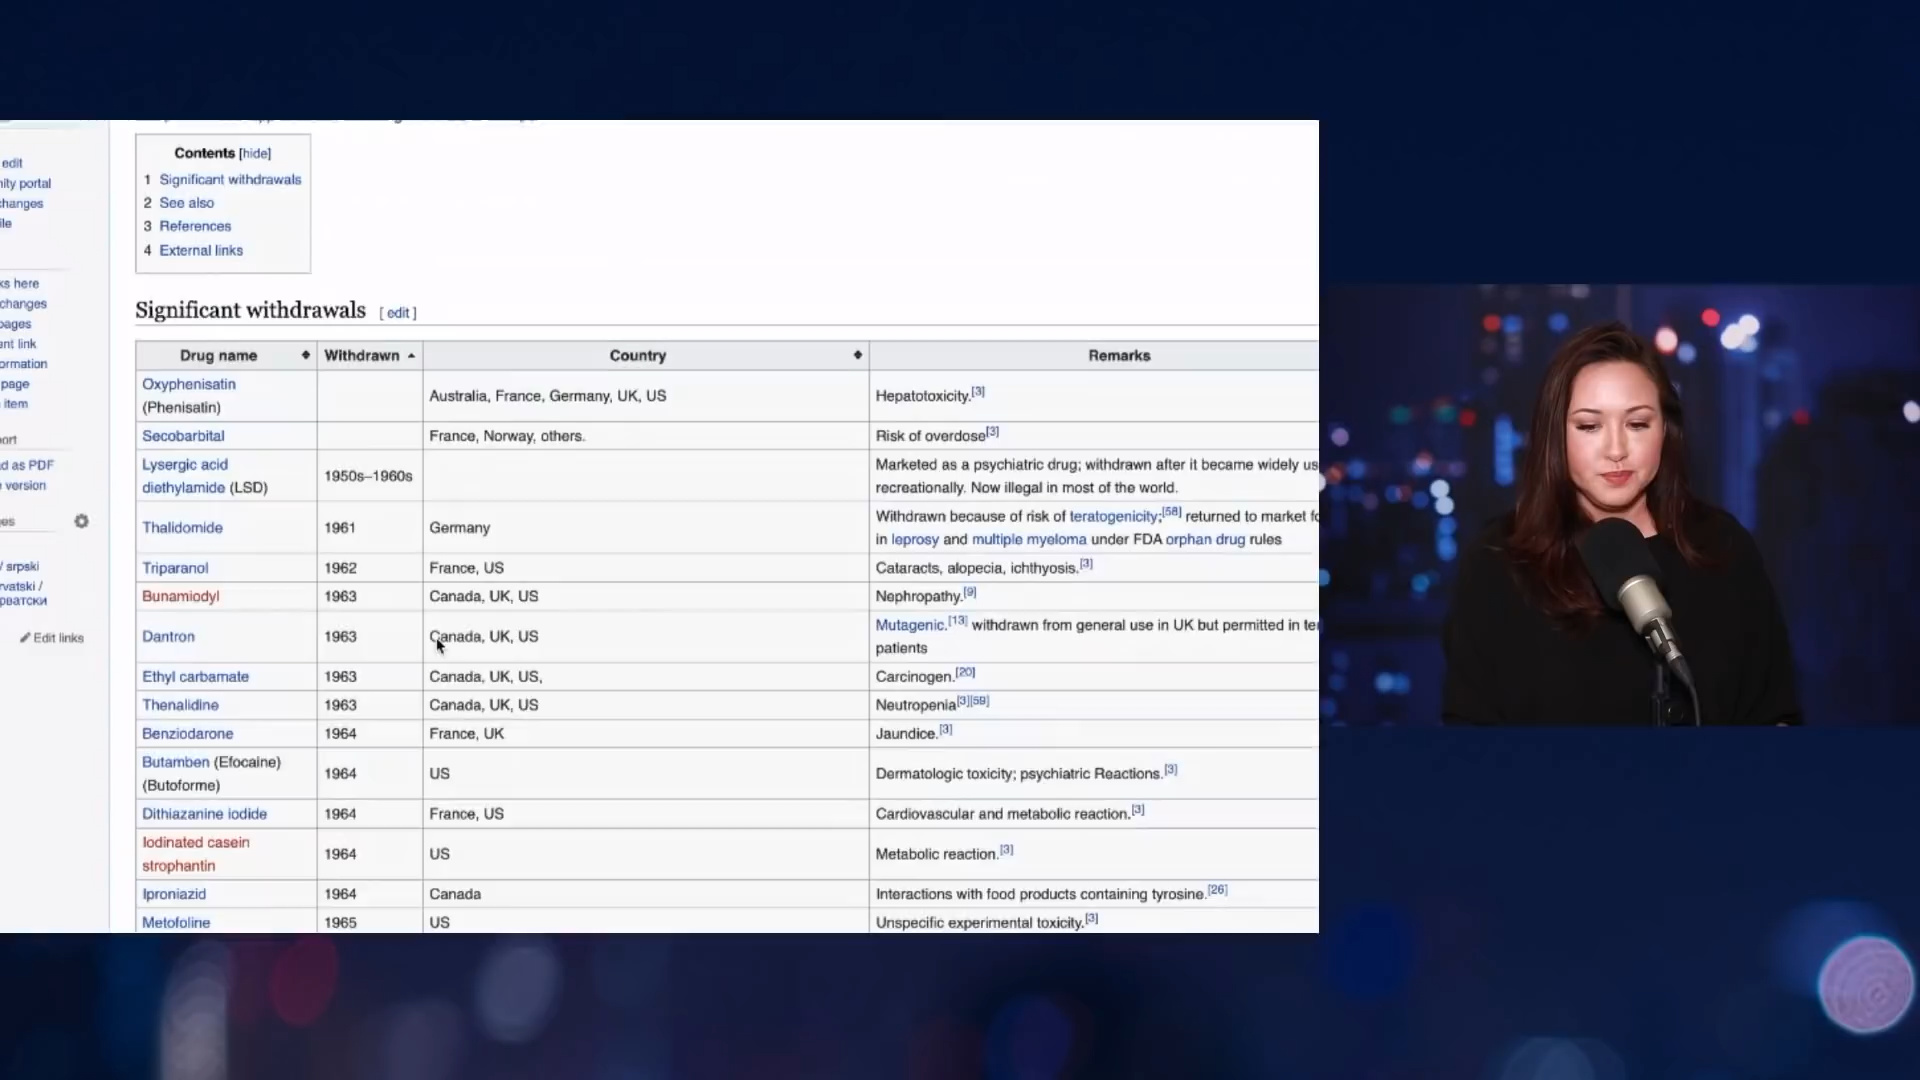 Contents [hide]
1 Significant withdrawals
2 See also
3 References
4 External links
edit
portal
changes
Significant withdrawals [ edit ]
here
changes
pages
link
page
item
as PDF
version
/ srpski
Edit links
Drug name Withdrawn Country Remarks
Oxyphenisatin
(Phenisatin)
Australia, France, Germany, UK, US
Hepatotoxicity.[3]
Secobarbital France, Norway, others. Risk of overdose[3]
Lysergic acid
diethylamide (LSD)
1950s–1960s
Marketed as a psychiatric drug; withdrawn after it became widely
recreationally. Now illegal in most of the world.
Thalidomide 1961 Germany
Withdrawn because of risk of teratogenicity;[58] returned to market
in leprosy and multiple myeloma under FDA orphan drug rules
Triparanol 1962 France, US Cataracts, alopecia, ichthyosis.[3]
Bunamiodyl 1963 Canada, UK, US Nephropathy.[9]
Dantron 1963 Canada, UK, US
Mutagenic.[13] withdrawn from general use in UK but permitted in
patients
Ethyl carbamate 1963 Canada, UK, US, Carcinogen.[20]
Thenalidine 1963 Canada, UK, US Neutropenia[3][59]
Benziodarone 1964 France, UK Jaundice.[3]
Butamben (Efocaine)
(Butoforme)
1964 US Dermatologic toxicity; psychiatric Reactions.[3]
Dithiazanine iodide 1964 France, US Cardiovascular and metabolic reaction.[3]
Iodinated casein
strophantin
1964 US Metabolic reaction.[3]
Iproniazid 1964 Canada Interactions with food products containing tyrosine.[26]
Metofoline 1965 US Unspecific experimental toxicity.[3]